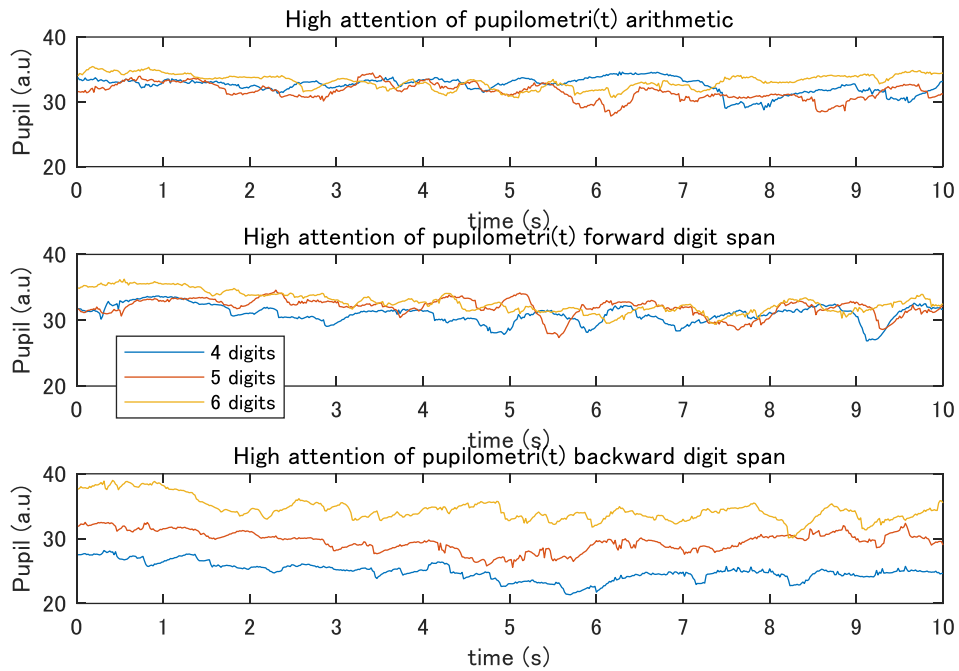 High attention of pupilometri(t) arithmetic
40
30
20
Pupil (a.u)
0 1 2 3 4 5 6 7 8 9 10
time (s)
High attention of pupilometri(t) forward digit span
40
30
20
Pupil (a.u)
4 digits
5 digits
6 digits
0 1 2 3 4 5 6 7 8 9 10
time (s)
High attention of pupilometri(t) backward digit span
40
30
20
Pupil (a.u)
0 1 2 3 4 5 6 7 8 9 10
time (s)